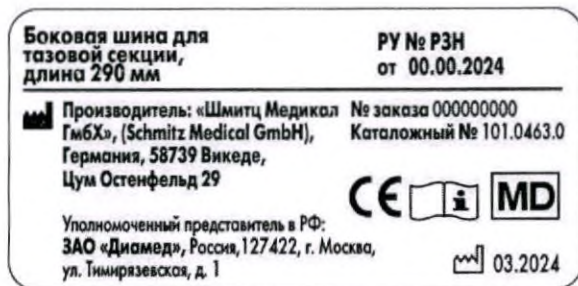 Боковая шина для
тазовой секции,
длина 290 мм
РУ № РЗН
от 00.00.2024
Производитель: «Шмитц Медикал
ГмбХ», (Schmitz Medical GmbH),
Германия, 58739 Викеде,
Цум Остенфельд 29
№ заказа 000000000
Каталожный № 101.0463.0
CE
i
MD
Уполномоченный представитель в РФ:
ЗАО «Диамед», Россия,127422, г. Москва,
ул. Тимирязевская, д. 1
03.2024